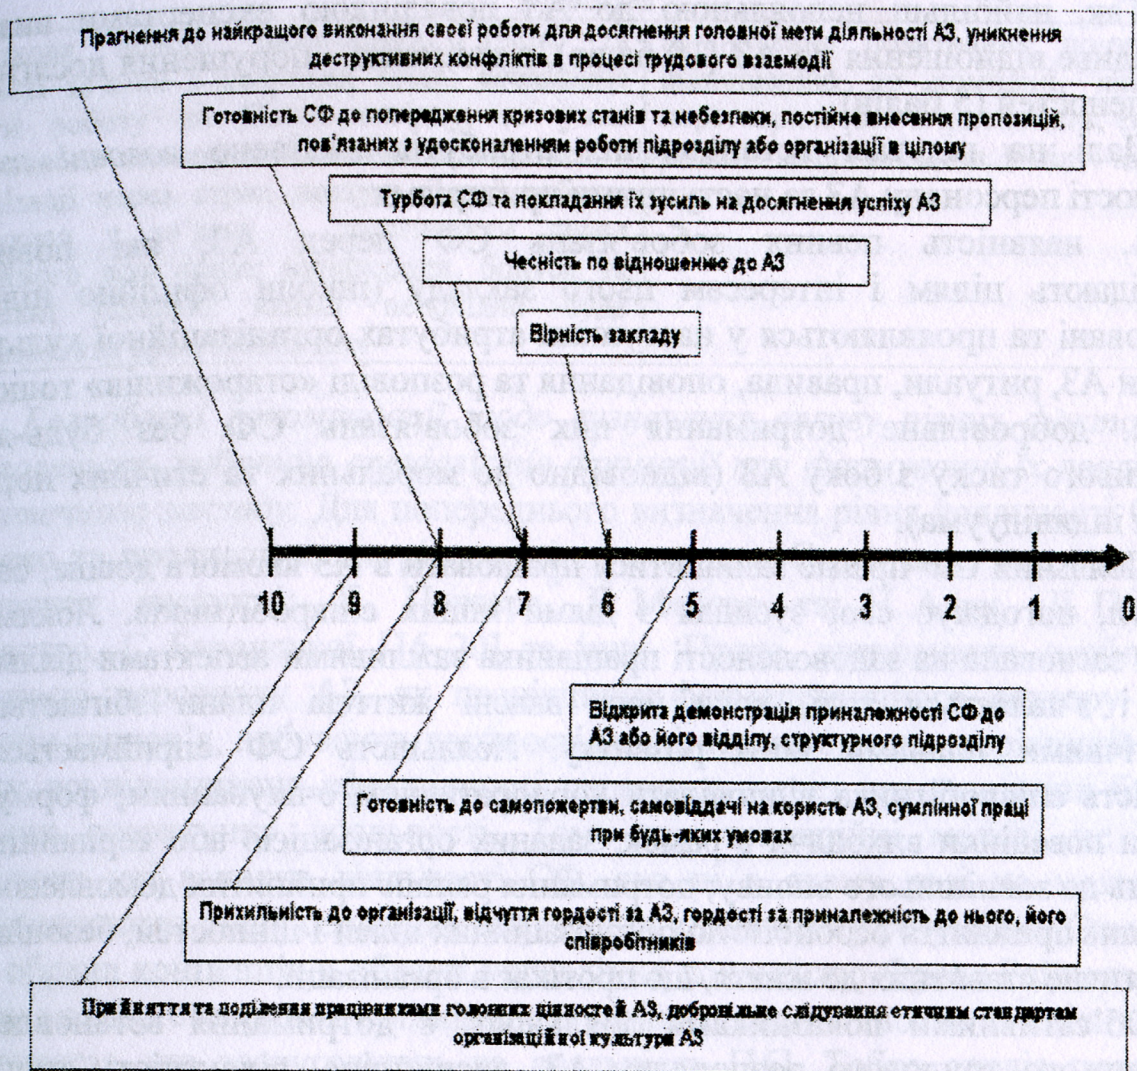 Прагнення до найкращого виконання своєї роботи для досягнення головної мети діяльності АЗ, уникнення
деструктивних конфліктів в процесі трудового взаємодії
Готовність СФ до попередження кризових станів та небезпеки, постійне внесення пропозицій,
пов'язаних з удосконаленням роботи підрозділу або організації в цілому
Турбота СФ та покладання їх зусиль на досягнення успіху АЗ
Чесність по відношенню до АЗ
Вірність закладу
10 9 8 7 6 5 4 3 2 1 0
Відкрита демонстрація приналежності СФ до
АЗ або його відділу, структурного підрозділу
Готовність до самопожертви, самовіддачі на користь АЗ, сумлінної праці
при будь-яких умовах
Прихильність до організації, відчуття гордості за АЗ, гордості за приналежність до нього, його
співробітників
Прийняття та поділення працівниками головних цінностей АЗ, добровільне слідування етичним стандартам
організаційної культури АЗ